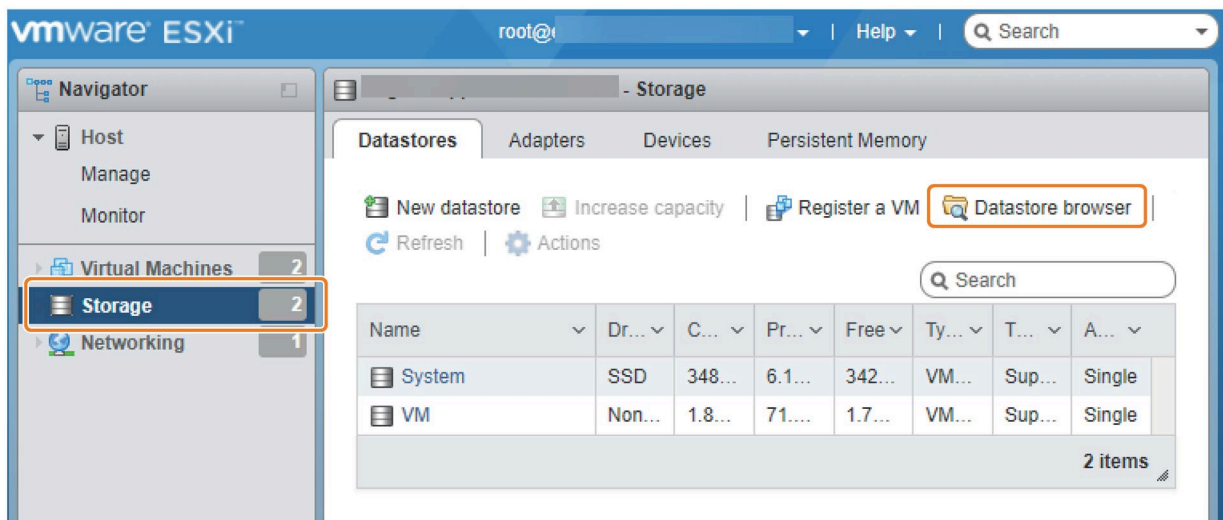 vmware ESXi™
root@
Help
Search
Navigator
- Storage
Host
Manage
Monitor
Virtual Machines 2
Storage 2
Networking 1
Datastores Adapters Devices Persistent Memory
New datastore Increase capacity | Register a VM Datastore browser |
Refresh | Actions
Search
Name Dr... C... Pr... Free Ty... T... A...
System SSD 348... 6.1... 342... VM... Sup... Single
VM Non... 1.8... 71.... 1.7... VM... Sup... Single
2 items